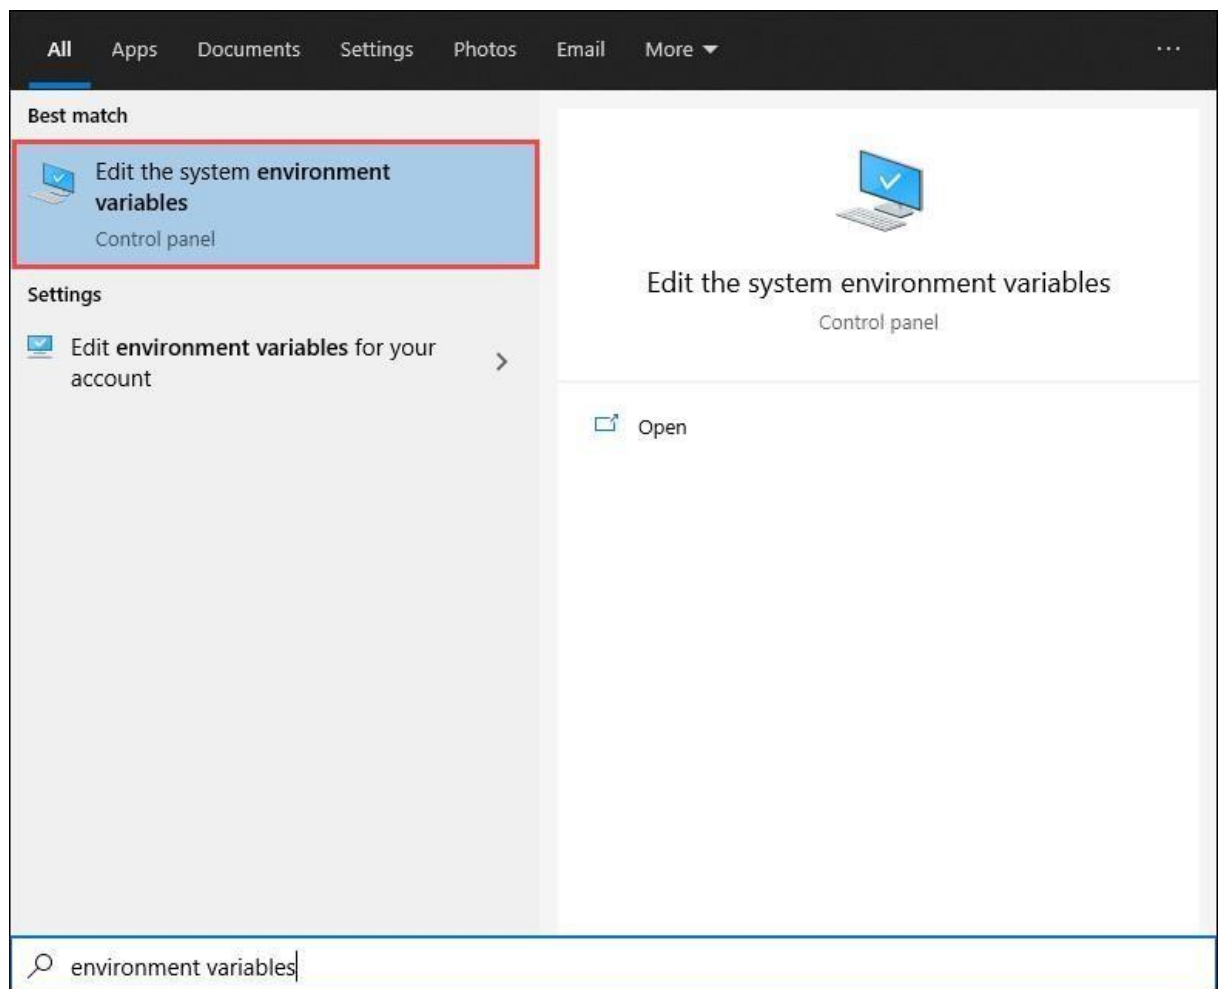 All Apps Documents Settings Photos Email More ...
Best match
Edit the system environment
variables
Control panel
Settings
Edit environment variables for your
account
Edit the system environment variables
Control panel
Open
environment variables